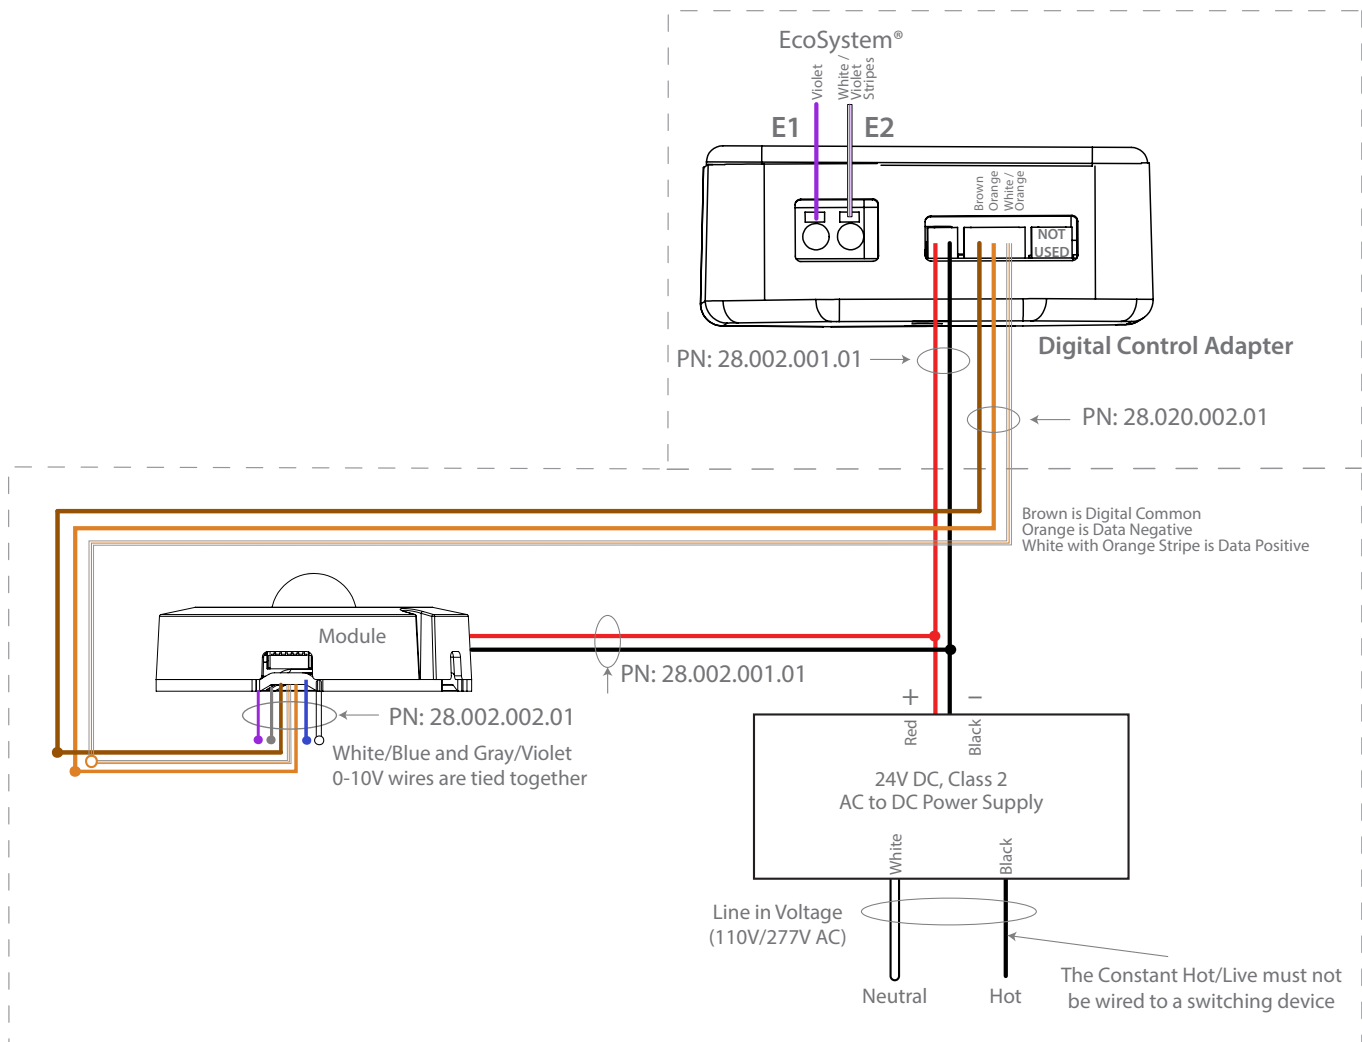 EcoSystem®
Violet
White /
Violet
Stripes
E1
E2
Brown
Orange
White /
Orange
NOT
USED
Digital Control Adapter
PN: 28.002.001.01
PN: 28.020.002.01
Brown is Digital Common
Orange is Data Negative
White with Orange Stripe is Data Positive
Module
PN: 28.002.001.01
PN: 28.002.002.01
White/Blue and Gray/Violet
0-10V wires are tied together
+
–
Red
Black
24V DC, Class 2
AC to DC Power Supply
White
Black
Line in Voltage
(110V/277V AC)
Neutral
Hot
The Constant Hot/Live must not
be wired to a switching device